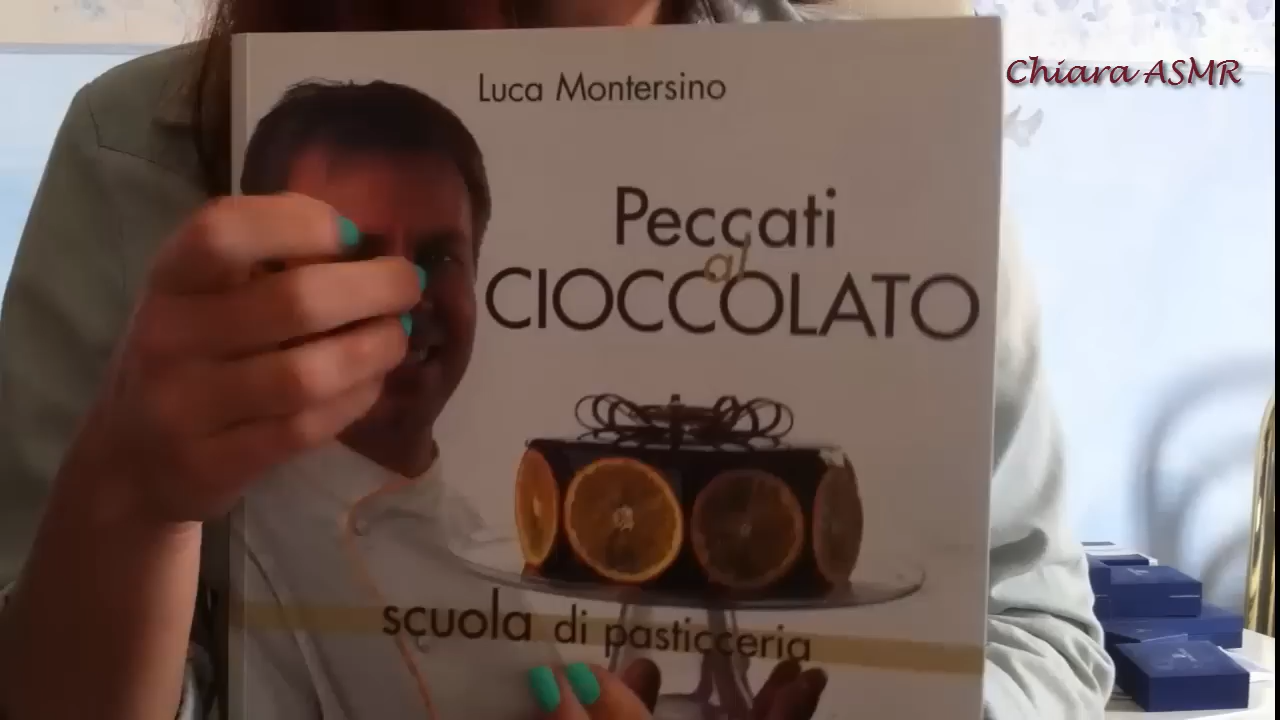 Chiara ASMR
Luca Montersino
Peccati
al
CIOCCOLATO
scuola di pasticceria